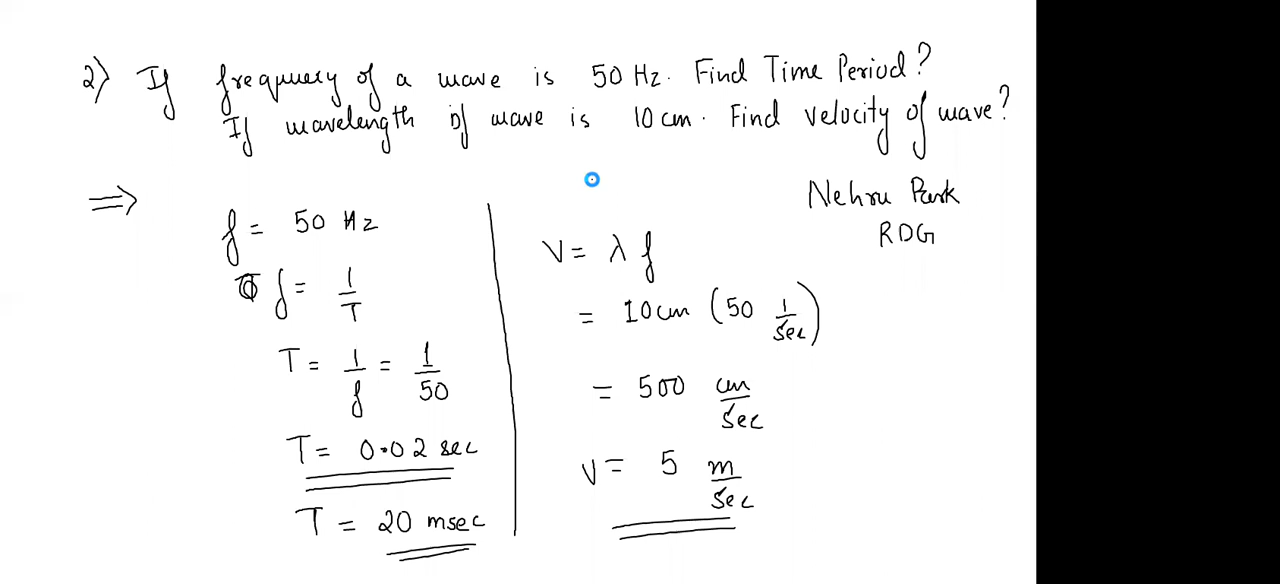 2) If frequency of a wave is 50 Hz. Find Time Period?
If wavelength of wave is 10 cm. Find velocity of wave?
⇒
Nehru Park
RDG
f = 50 Hz
f = 1/T
T = 1/f = 1/50
T = 0.02 sec
T = 20 msec
V = λ f
= 10 cm (50 1/sec)
= 500 cm/sec
V = 5 m/sec